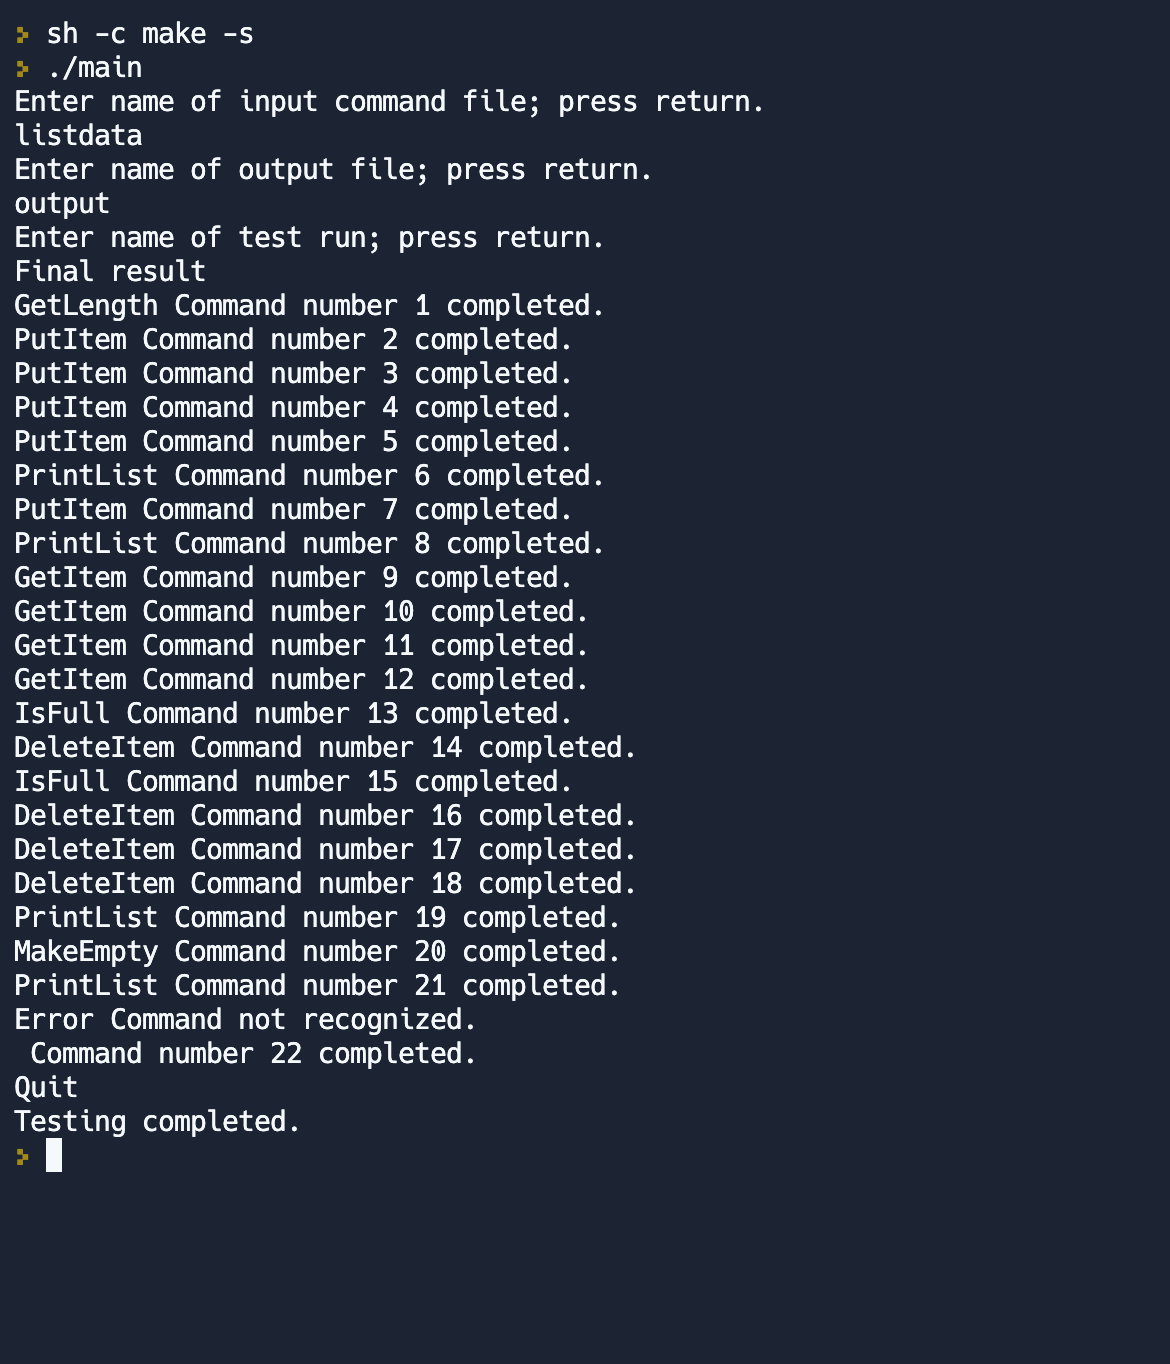 sh -c make -s
./main
Enter name of input command file; press return.
listdata
Enter name of output file; press return.
output
Enter name of test run; press return.
Final result
GetLength Command number 1 completed.
PutItem Command number 2 completed.
PutItem Command number 3 completed.
PutItem Command number 4 completed.
PutItem Command number 5 completed.
PrintList Command number 6 completed.
PutItem Command number 7 completed.
PrintList Command number 8 completed.
GetItem Command number 9 completed.
GetItem Command number 10 completed.
GetItem Command number 11 completed.
GetItem Command number 12 completed.
IsFull Command number 13 completed.
DeleteItem Command number 14 completed.
IsFull Command number 15 completed.
DeleteItem Command number 16 completed.
DeleteItem Command number 17 completed.
DeleteItem Command number 18 completed.
PrintList Command number 19 completed.
MakeEmpty Command number 20 completed.
PrintList Command number 21 completed.
Error Command not recognized.
 Command number 22 completed.
Quit
Testing completed.